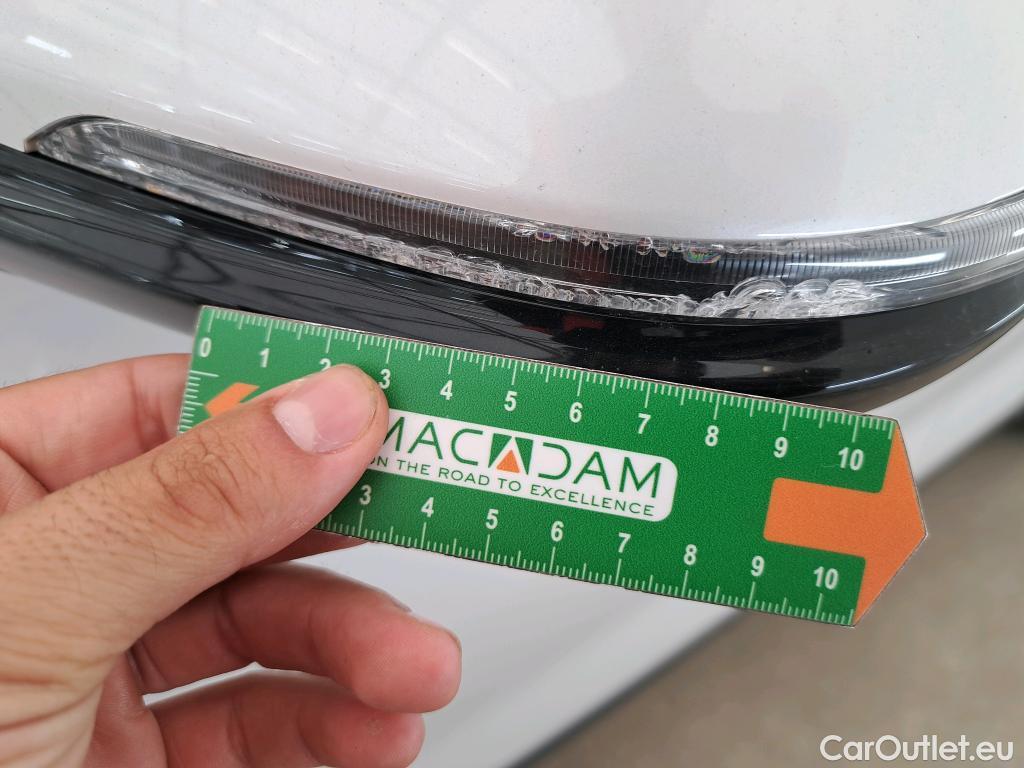 0 1 2 3 4 5 6 7 8 9 10
MACADAM
ON THE ROAD TO EXCELLENCE
3 4 5 6 7 8 9 10
CarOutlet.eu